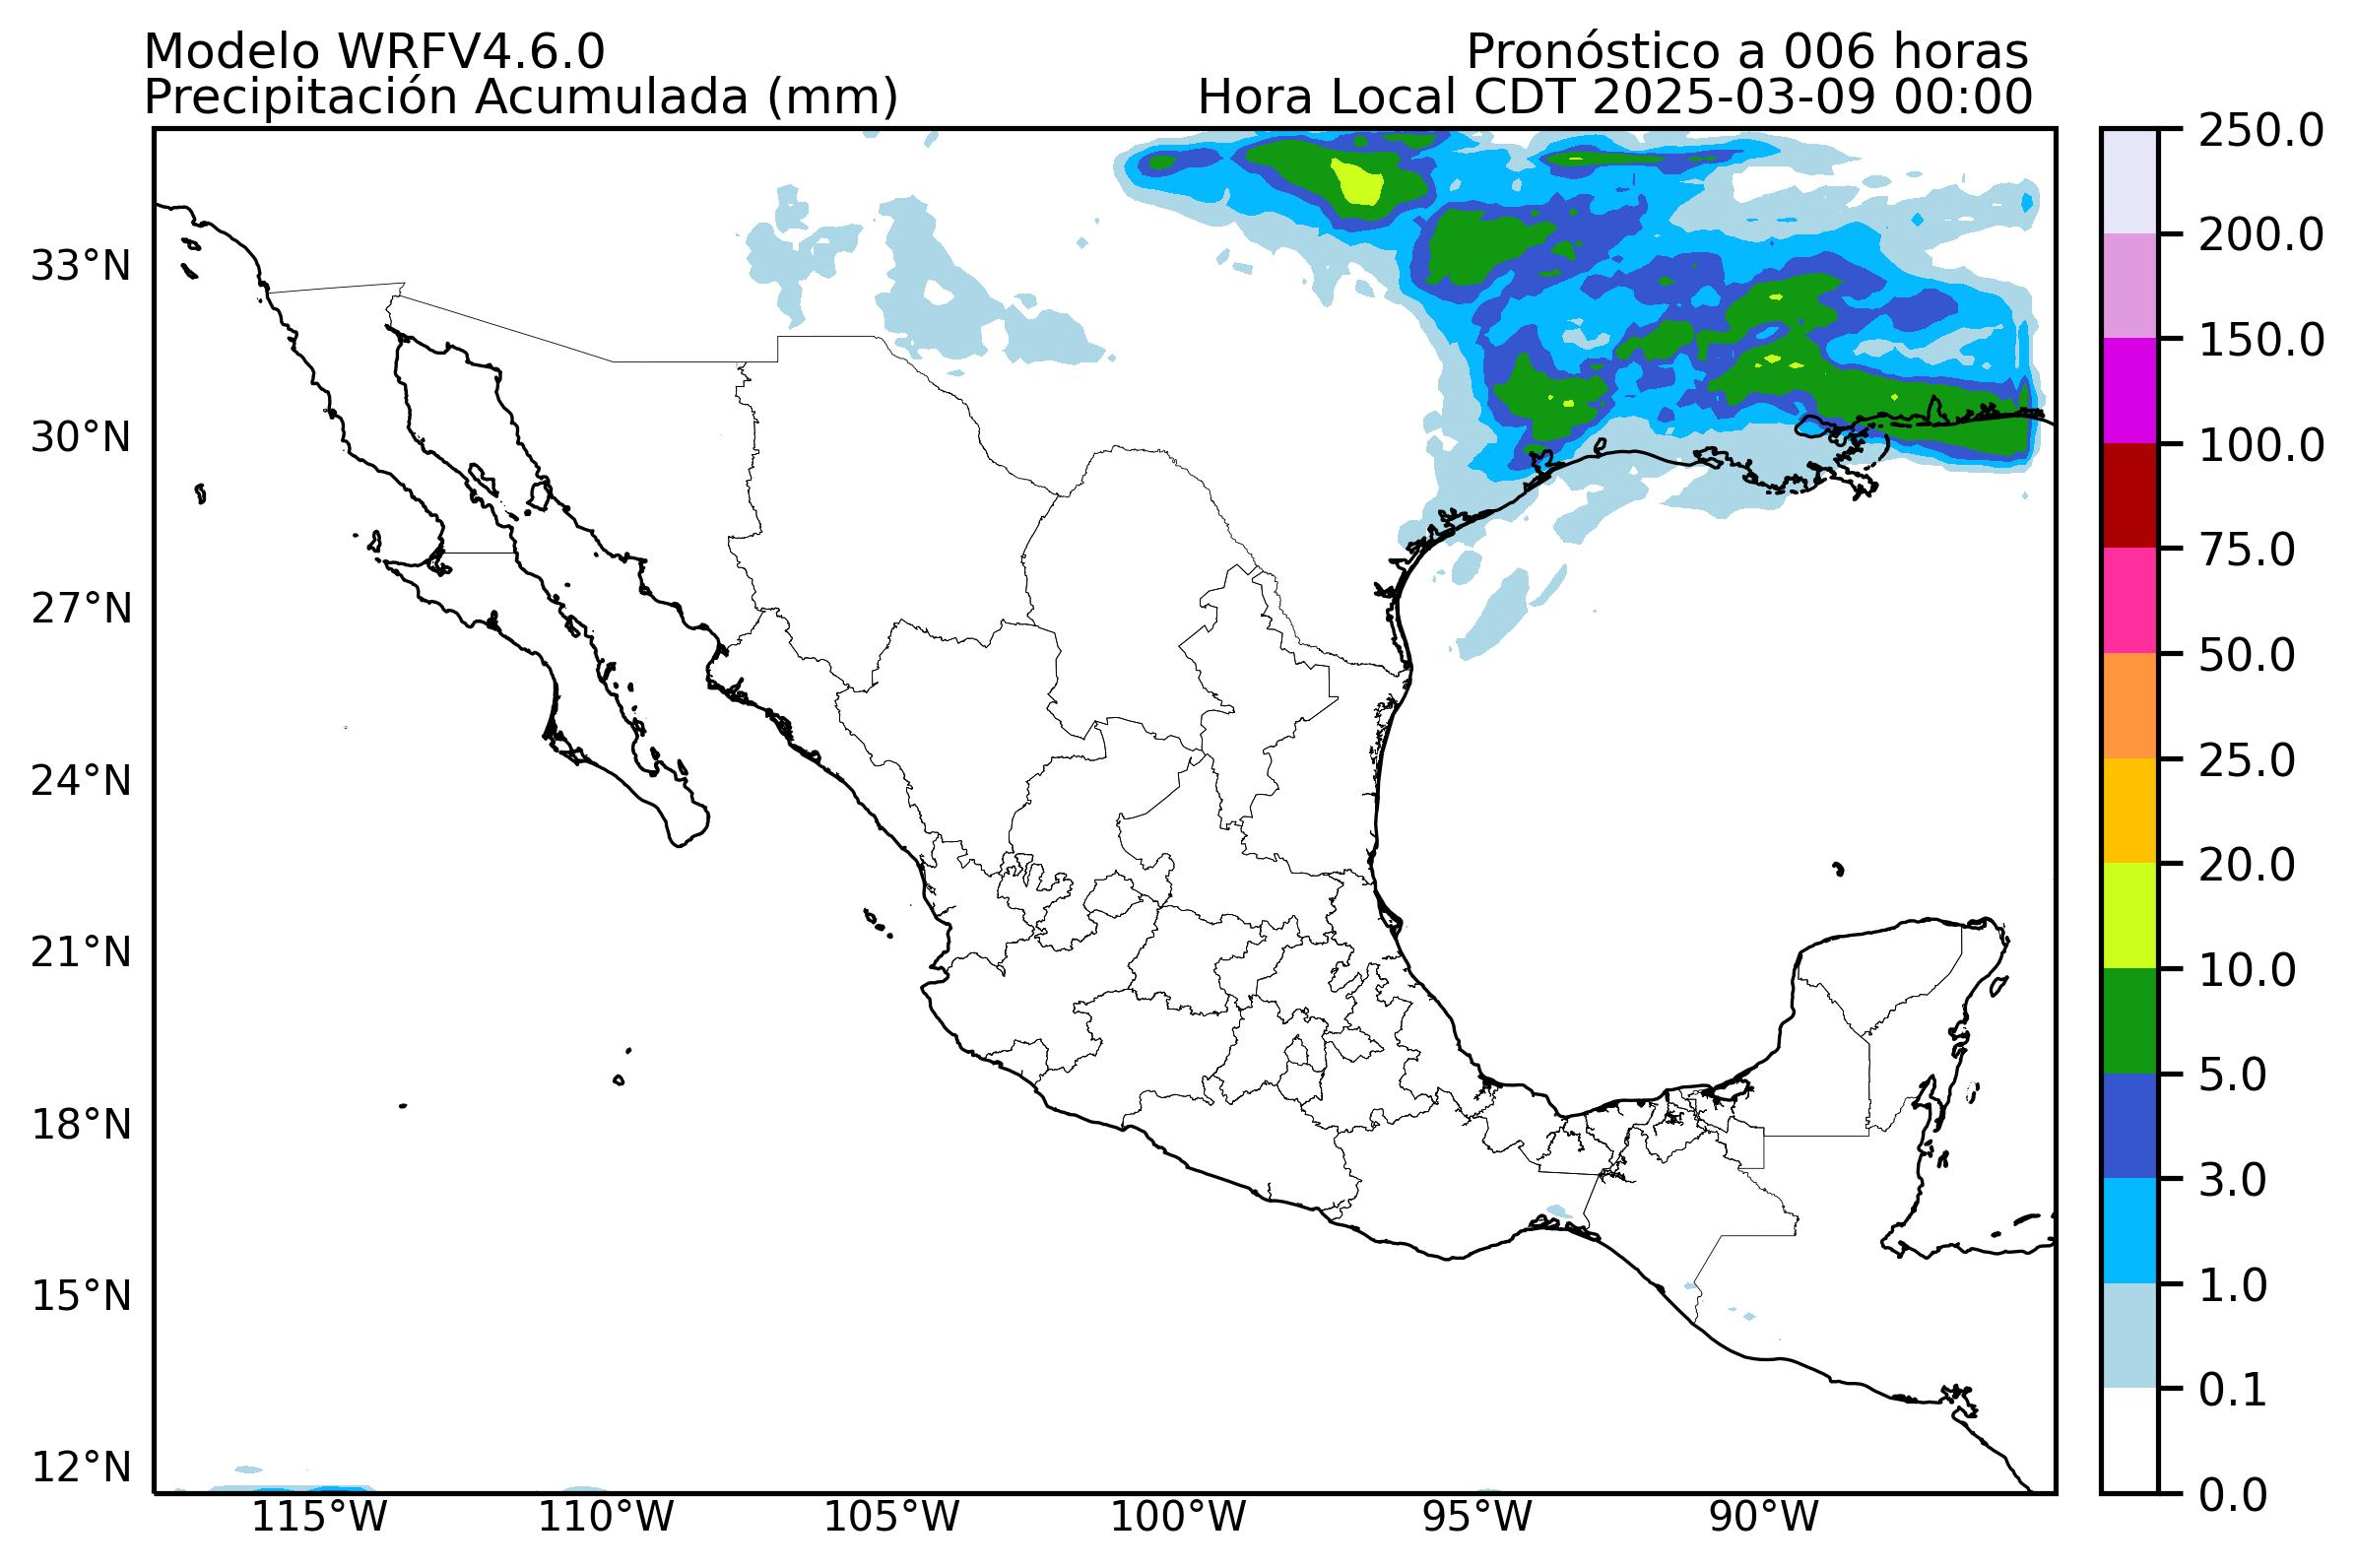 Modelo WRFV4.6.0
Pronóstico a 006 horas
Precipitación Acumulada (mm)
Hora Local CDT 2025-03-09 00:00
33°N
30°N
27°N
24°N
21°N
18°N
15°N
12°N
115°W
110°W
105°W
100°W
95°W
90°W
250.0
200.0
150.0
100.0
75.0
50.0
25.0
20.0
10.0
5.0
3.0
1.0
0.1
0.0